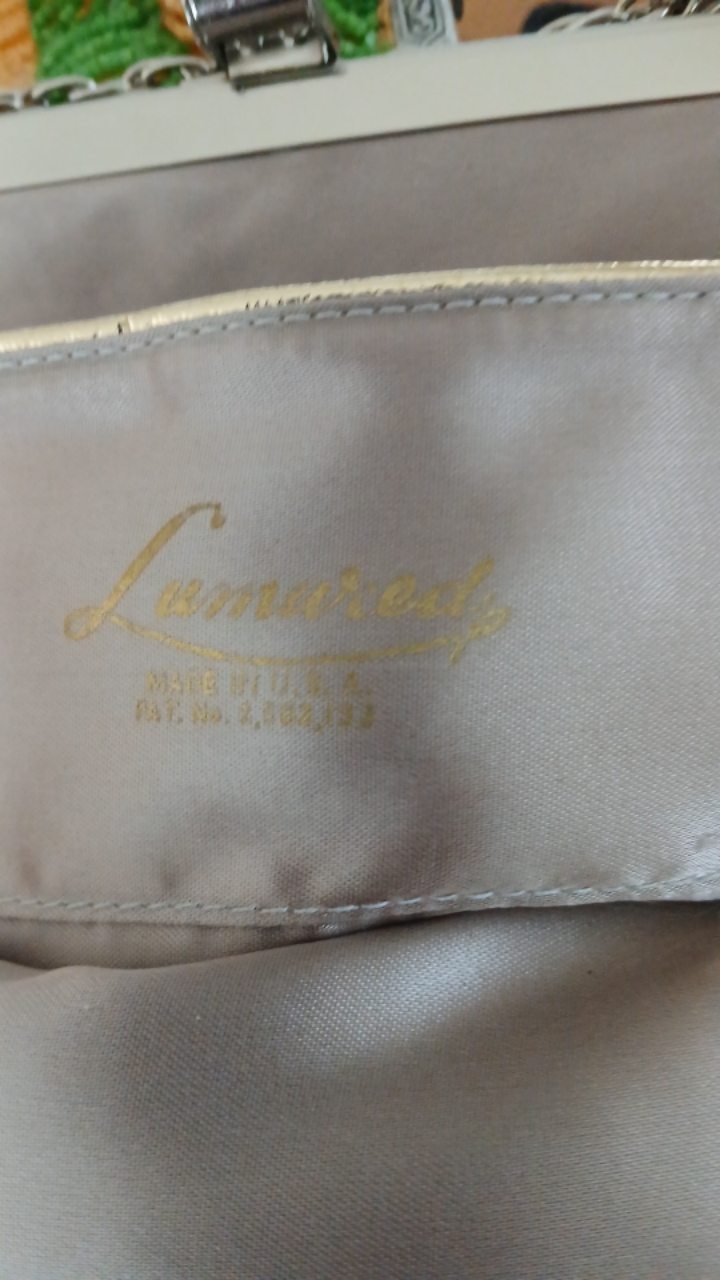 Lumured
MADE IN U.S.A.
PAT. No.